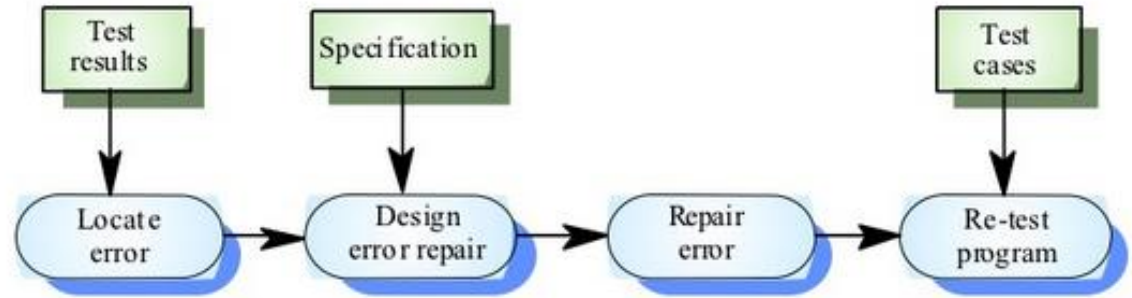 Test
results
Specification
Test
cases
Locate
error
Design
error repair
Repair
error
Re-test
program